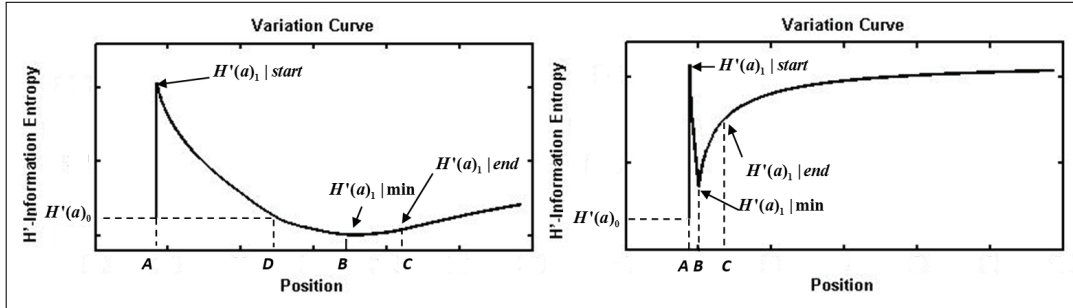 Variation Curve
H'-Information Entropy
H'(a)₁ | start
H'(a)₁ | end
H'(a)₁ | min
H'(a)₀
A D B C
Position
Variation Curve
H'-Information Entropy
H'(a)₁ | start
H'(a)₁ | end
H'(a)₁ | min
H'(a)₀
A B C
Position